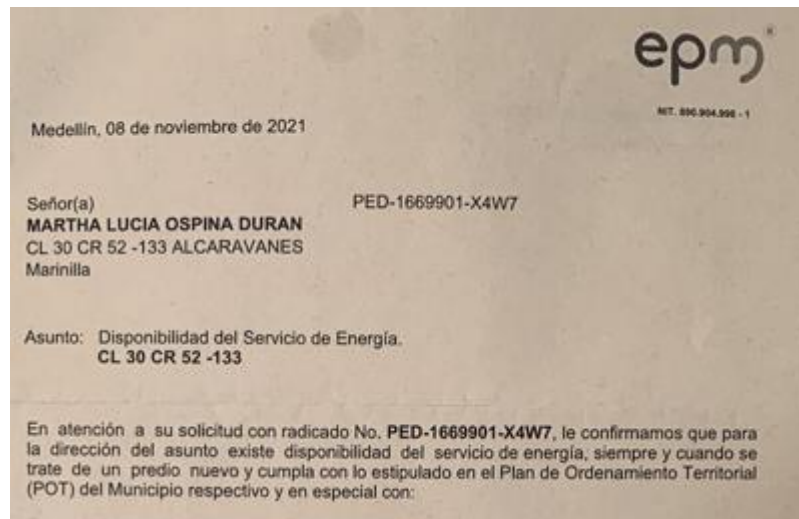 epm
NIT. 890.904.996 - 1
Medellín, 08 de noviembre de 2021
Señor(a)
PED-1669901-X4W7
MARTHA LUCIA OSPINA DURAN
CL 30 CR 52 -133 ALCARAVANES
Marinilla
Asunto: Disponibilidad del Servicio de Energía.
CL 30 CR 52 -133
En atención a su solicitud con radicado No. PED-1669901-X4W7, le confirmamos que para
la dirección del asunto existe disponibilidad del servicio de energía, siempre y cuando se
trate de un predio nuevo y cumpla con lo estipulado en el Plan de Ordenamiento Territorial
(POT) del Municipio respectivo y en especial con: